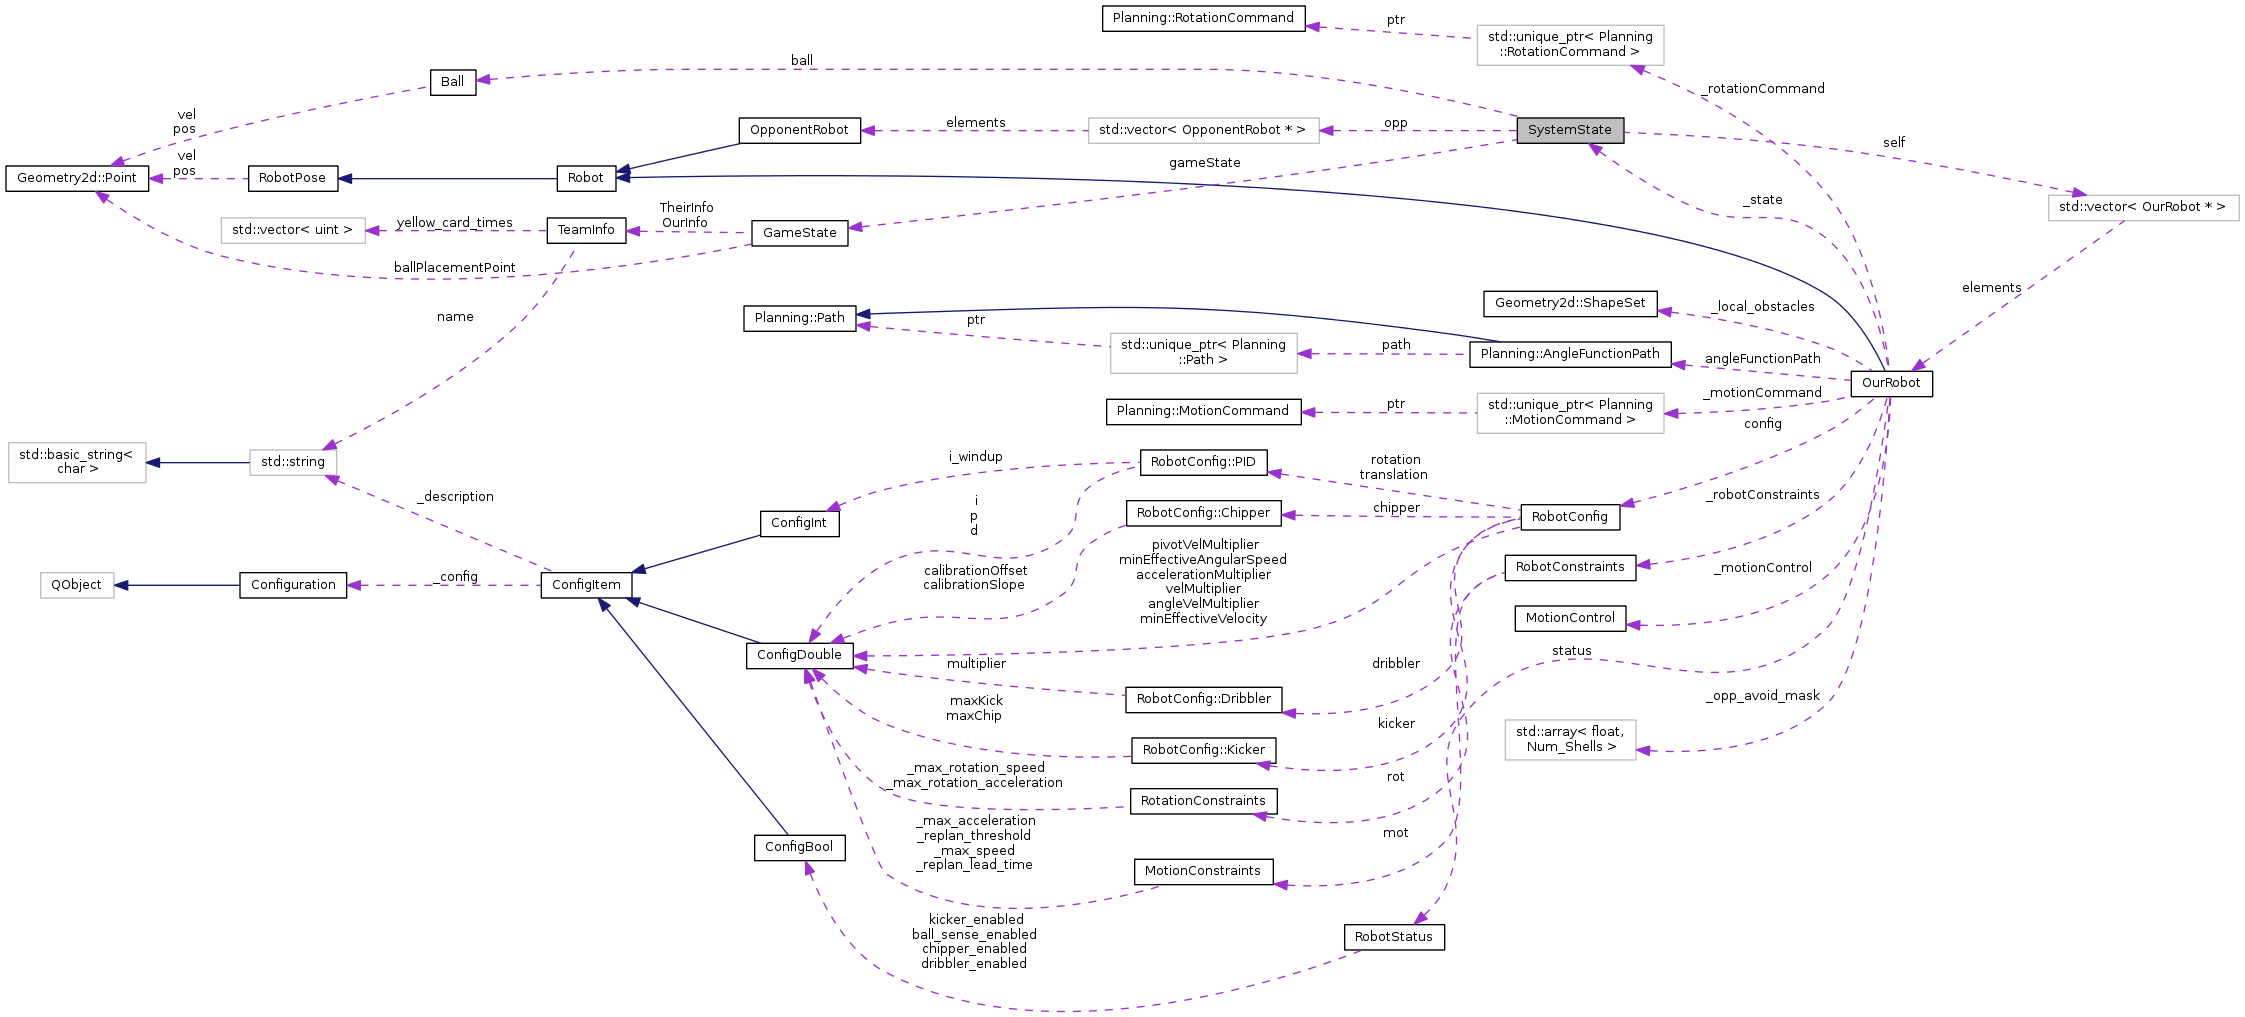 Planning::RotationCommand
ptr
std::unique_ptr< Planning
::RotationCommand >
ball
Ball
_rotationCommand
vel
pos
OpponentRobot
elements
std::vector< OpponentRobot * >
opp
SystemState
self
vel
pos
gameState
Geometry2d::Point
RobotPose
Robot
_state
std::vector< OurRobot * >
TheirInfo
OurInfo
yellow_card_times
std::vector< uint >
TeamInfo
GameState
ballPlacementPoint
elements
Geometry2d::ShapeSet
_local_obstacles
name
Planning::Path
ptr
std::unique_ptr< Planning
::Path >
path
Planning::AngleFunctionPath
angleFunctionPath
OurRobot
_motionCommand
Planning::MotionCommand
ptr
std::unique_ptr< Planning
::MotionCommand >
config
std::basic_string<
char >
std::string
i_windup
RobotConfig::PID
rotation
translation
_description
_robotConstraints
i
p
d
RobotConfig::Chipper
chipper
RobotConfig
ConfigInt
pivotVelMultiplier
minEffectiveAngularSpeed
accelerationMultiplier
velMultiplier
angleVelMultiplier
minEffectiveVelocity
calibrationOffset
calibrationSlope
RobotConstraints
_motionControl
QObject
Configuration
_config
ConfigItem
MotionControl
ConfigDouble
multiplier
dribbler
status
RobotConfig::Dribbler
_opp_avoid_mask
maxKick
maxChip
kicker
std::array< float,
Num_Shells >
RobotConfig::Kicker
_max_rotation_speed
_max_rotation_acceleration
rot
RotationConstraints
_max_acceleration
_replan_threshold
_max_speed
_replan_lead_time
mot
ConfigBool
MotionConstraints
kicker_enabled
ball_sense_enabled
chipper_enabled
dribbler_enabled
RobotStatus